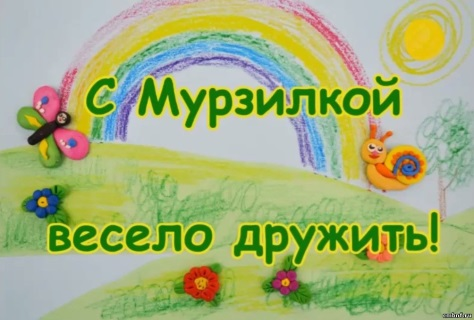 С Мурзилкой
весело дружить!